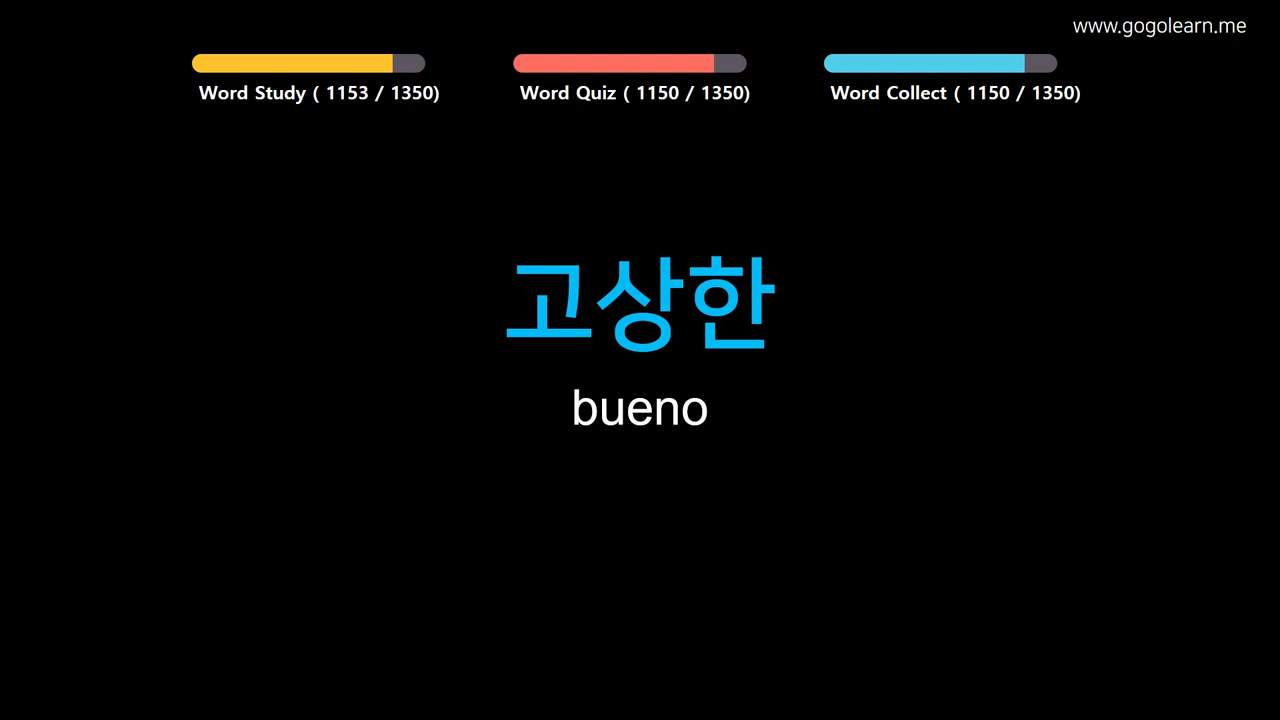 www.gogolearn.me
Word Study ( 1153 / 1350)
Word Quiz ( 1150 / 1350)
Word Collect ( 1150 / 1350)
고상한
bueno